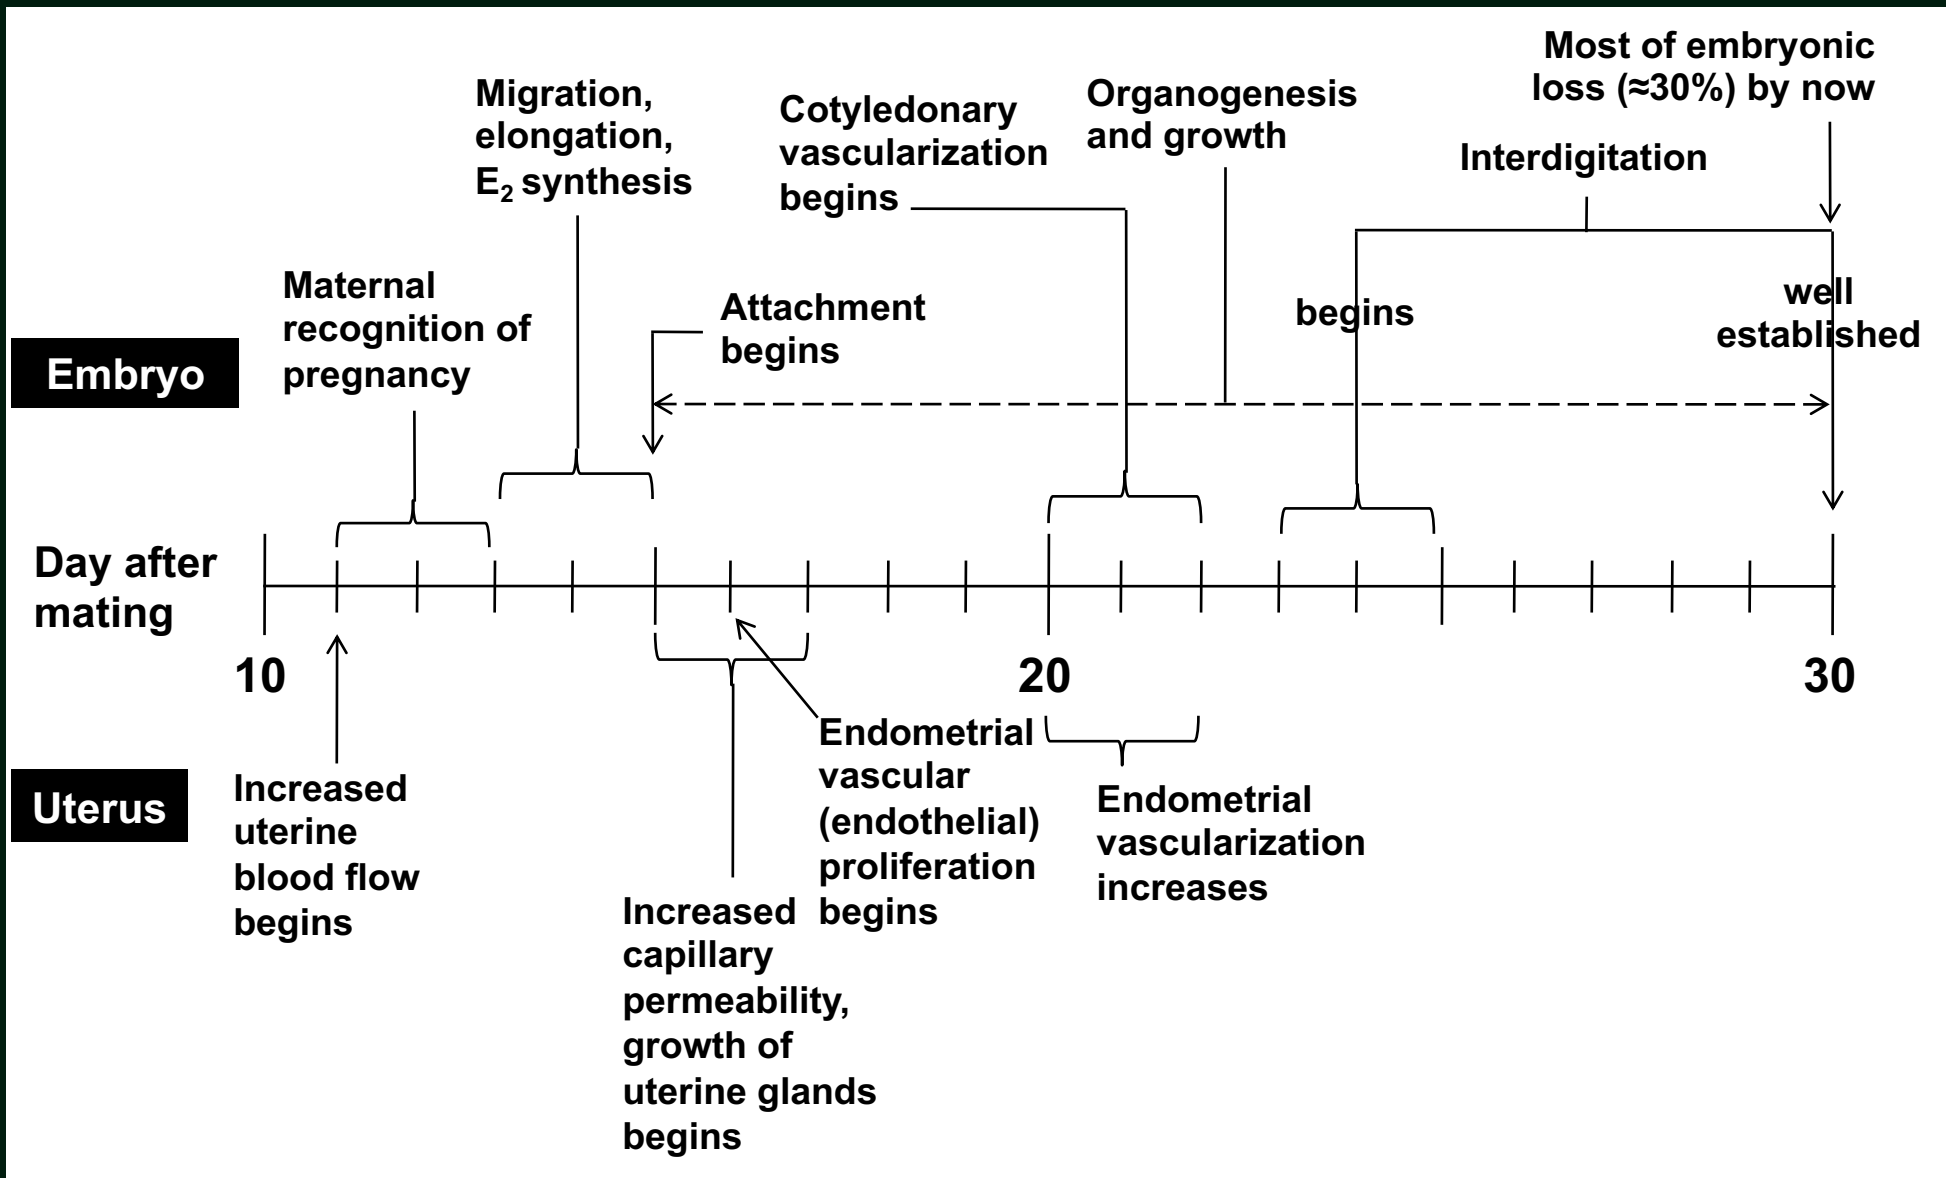 Most of embryonic
loss (≈30%) by now
Migration,
elongation,
E₂ synthesis
Cotyledonary
vascularization
begins
Organogenesis
and growth
Interdigitation
Maternal
recognition of
pregnancy
Attachment
begins
begins
well
established
Embryo
Day after
mating
10
20
30
Uterus
Increased
uterine
blood flow
begins
Increased
capillary
permeability,
growth of
uterine glands
begins
Endometrial
vascular
(endothelial)
proliferation
begins
Endometrial
vascularization
increases